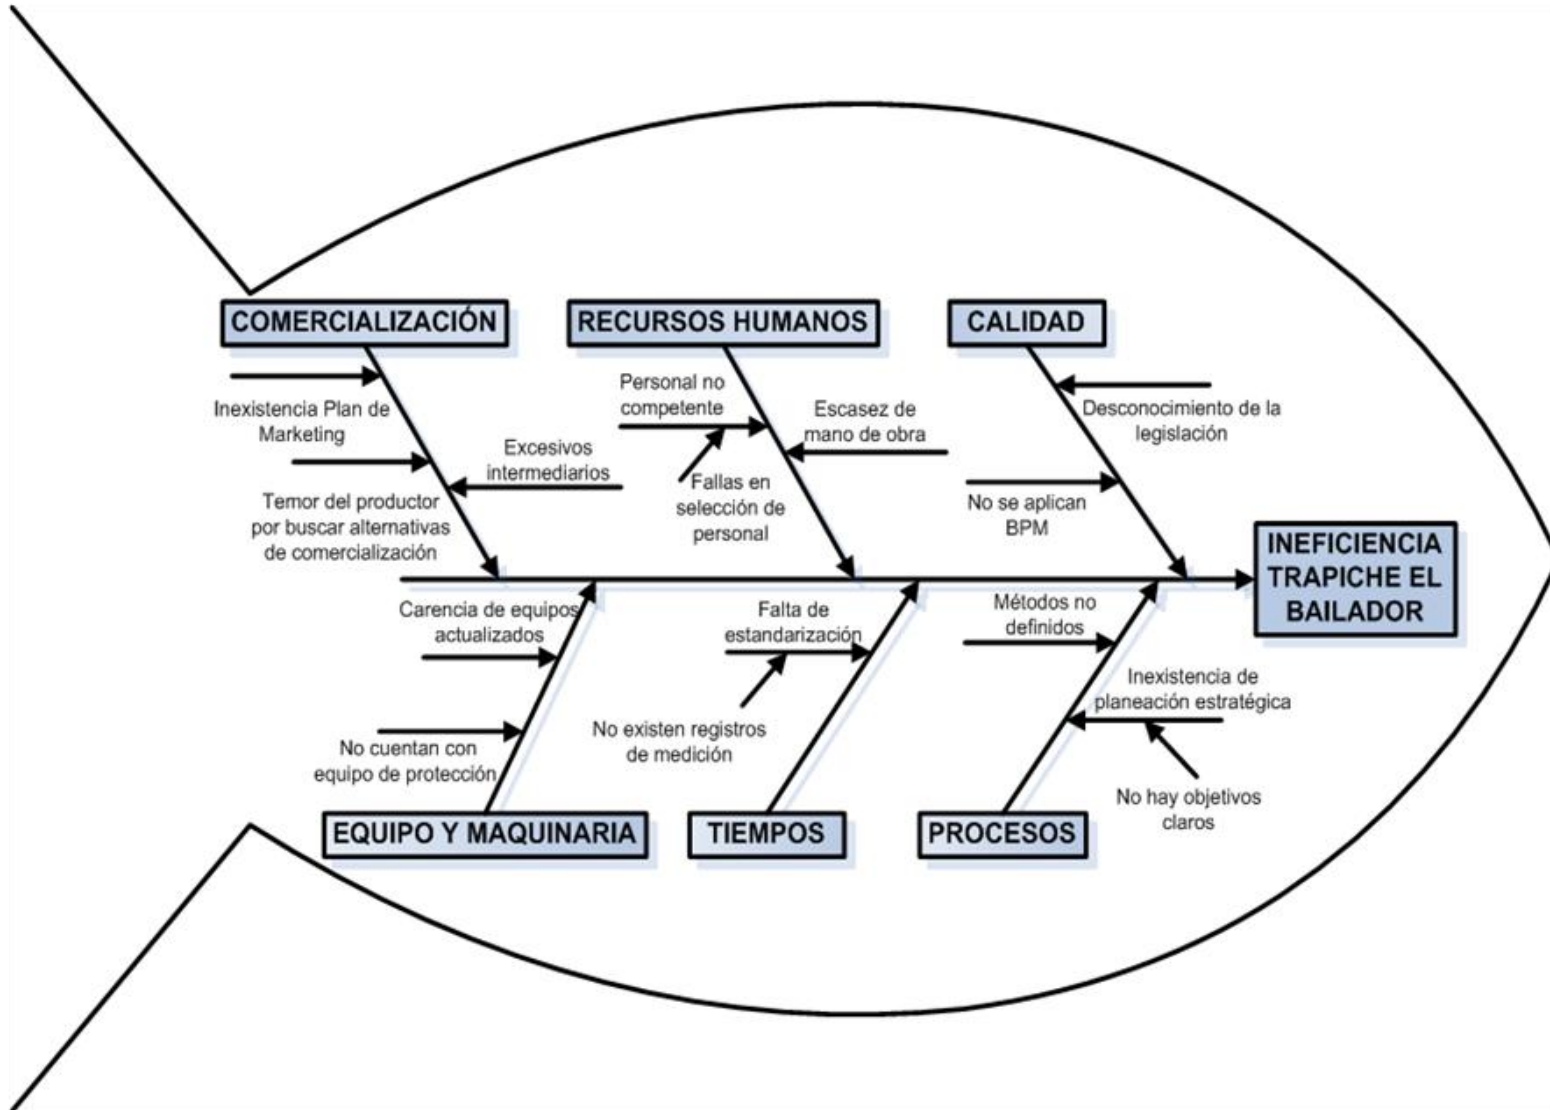 COMERCIALIZACIÓN
RECURSOS HUMANOS
CALIDAD
Inexistencia Plan de
Marketing
Excesivos
intermediarios
Temor del productor
por buscar alternativas
de comercialización
Personal no
competente
Escasez de
mano de obra
Fallas en
selección de
personal
Desconocimiento de la
legislación
No se aplican
BPM
INEFICIENCIA
TRAPICHE EL
BAILADOR
Carencia de equipos
actualizados
No cuentan con
equipo de protección
Falta de
estandarización
No existen registros
de medición
Métodos no
definidos
Inexistencia de
planeación estratégica
No hay objetivos
claros
EQUIPO Y MAQUINARIA
TIEMPOS
PROCESOS